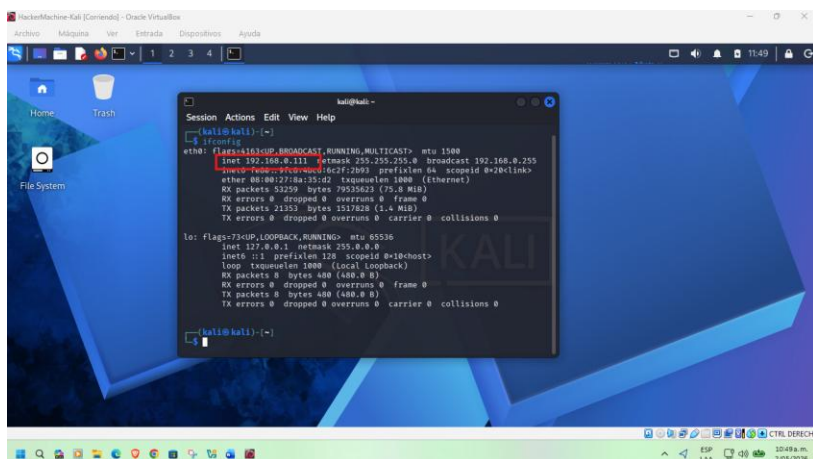 HackerMachine-Kali [Corriendo] - Oracle VirtualBox
Archivo Máquina Ver Entrada Dispositivos Ayuda
1 2 3 4 11:49
Home Trash
File System
kali@kali: ~
Session Actions Edit View Help
(kali㉿kali)-[~]
$ ifconfig
eth0: flags=4163<UP,BROADCAST,RUNNING,MULTICAST> mtu 1500
inet 192.168.0.111 netmask 255.255.255.0 broadcast 192.168.0.255
prefixlen 64 scopeid 0×20<link>
ether 08:00:27:8a:35:d2 txqueuelen 1000 (Ethernet)
RX packets 53259 bytes 79535623 (75.8 MiB)
RX errors 0 dropped 0 overruns 0 frame 0
TX packets 21353 bytes 1517828 (1.4 MiB)
TX errors 0 dropped 0 overruns 0 carrier 0 collisions 0
lo: flags=73<UP,LOOPBACK,RUNNING> mtu 65536
inet 127.0.0.1 netmask 255.0.0.0
inet6 ::1 prefixlen 128 scopeid 0×10<host>
loop txqueuelen 1000 (Local Loopback)
RX packets 8 bytes 480 (480.0 B)
RX errors 0 dropped 0 overruns 0 frame 0
TX packets 8 bytes 480 (480.0 B)
TX errors 0 dropped 0 overruns 0 carrier 0 collisions 0
(kali㉿kali)-[~]
$
KALI
CTRL DERECH
ESP
10:49 a.m.